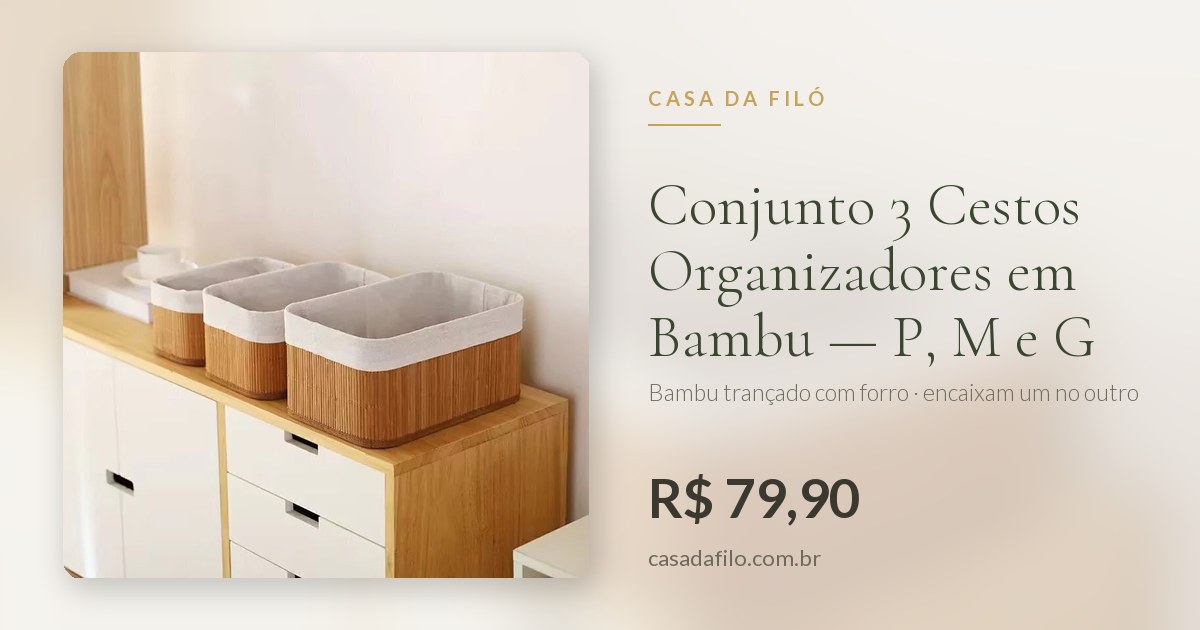 CASA DA FILÓ
Conjunto 3 Cestos
Organizadores em
Bambu — P, M e G
Bambu trançado com forro · encaixam um no outro
R$ 79,90
casadafilo.com.br